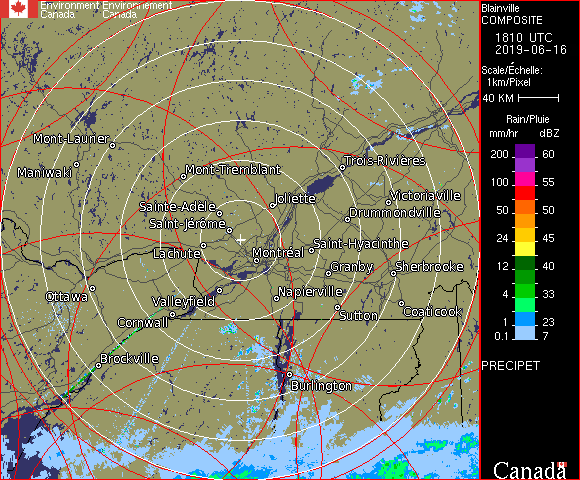 Environment Environnement
Canada Canada
Blainville
COMPOSITE
1810 UTC
2019-06-16
Scale/Échelle:
1km/Pixel
40 KM
Rain/Pluie
mm/hr dBZ
200 60
100 55
50 50
24 45
12 40
4 33
1 23
0.1 7
PRECIPET
Canada
Mont-Laurier
Maniwaki
Mont-Tremblant
Trois-Rivières
Sainte-Adèle
Joliette
Victoriaville
Saint-Jérôme
Drummondville
Lachute
Montréal
Saint-Hyacinthe
Granby
Sherbrooke
Ottawa
Valleyfield
Napierville
Cornwall
Sutton
Coaticook
Brockville
Burlington